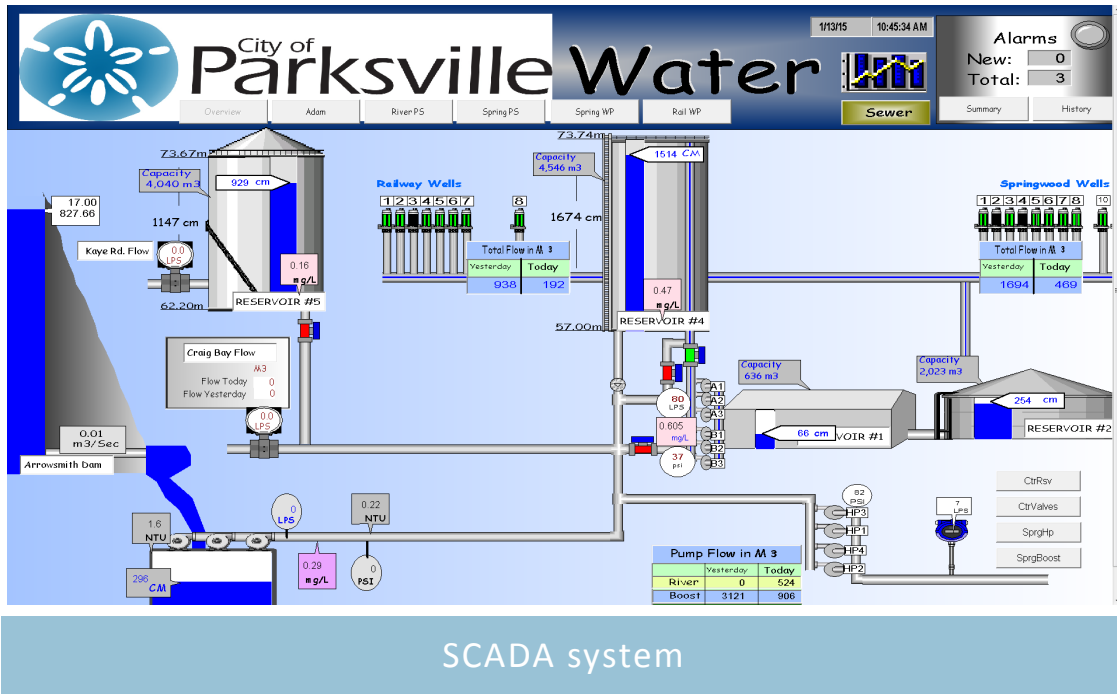 City of
Parksville Water
1/13/15 10:45:34 AM
Alarms
New: 0
Total: 3
Summary History
Sewer
Overview Adam River PS Spring PS Spring WP Rail WP
73.67m
Capacity
4,040 m3
929 cm
1147 cm
17.00
827.66
Kaye Rd. Flow
0.0
LPS
0.16
mg/L
RESERVOIR #5
62.20m
Railway Wells
1 2 3 4 5 6 7 8
Total Flow in M 3
Yesterday Today
938 192
73.74m
Capacity
4,546 m3
1514 CM
1674 cm
0.47
mg/L
RESERVOIR #4
57.00m
Springwood Wells
1 2 3 4 5 6 7 8 10
Total Flow in M 3
Yesterday Today
1694 469
Craig Bay Flow
M3
Flow Today 0
Flow Yesterday 0
0.0
LPS
0.01
m3/Sec
Arrowsmith Dam
80
LPS
0.605
mg/L
37
psi
A1
A2
A3
B1
B2
B3
Capacity
636 m3
66 cm
VOIR #1
Capacity
2,023 m3
254 cm
RESERVOIR #2
CtrRsv
CtrValves
SprgHp
SprgBoost
1.6
NTU
0
LPS
0.22
NTU
0.29
mg/L
0
PSI
296
CM
82
PSI
HP3
HP1
HP4
HP2
7
LPS
Pump Flow in M 3
Yesterday Today
River 0 524
Boost 3121 906
SCADA system